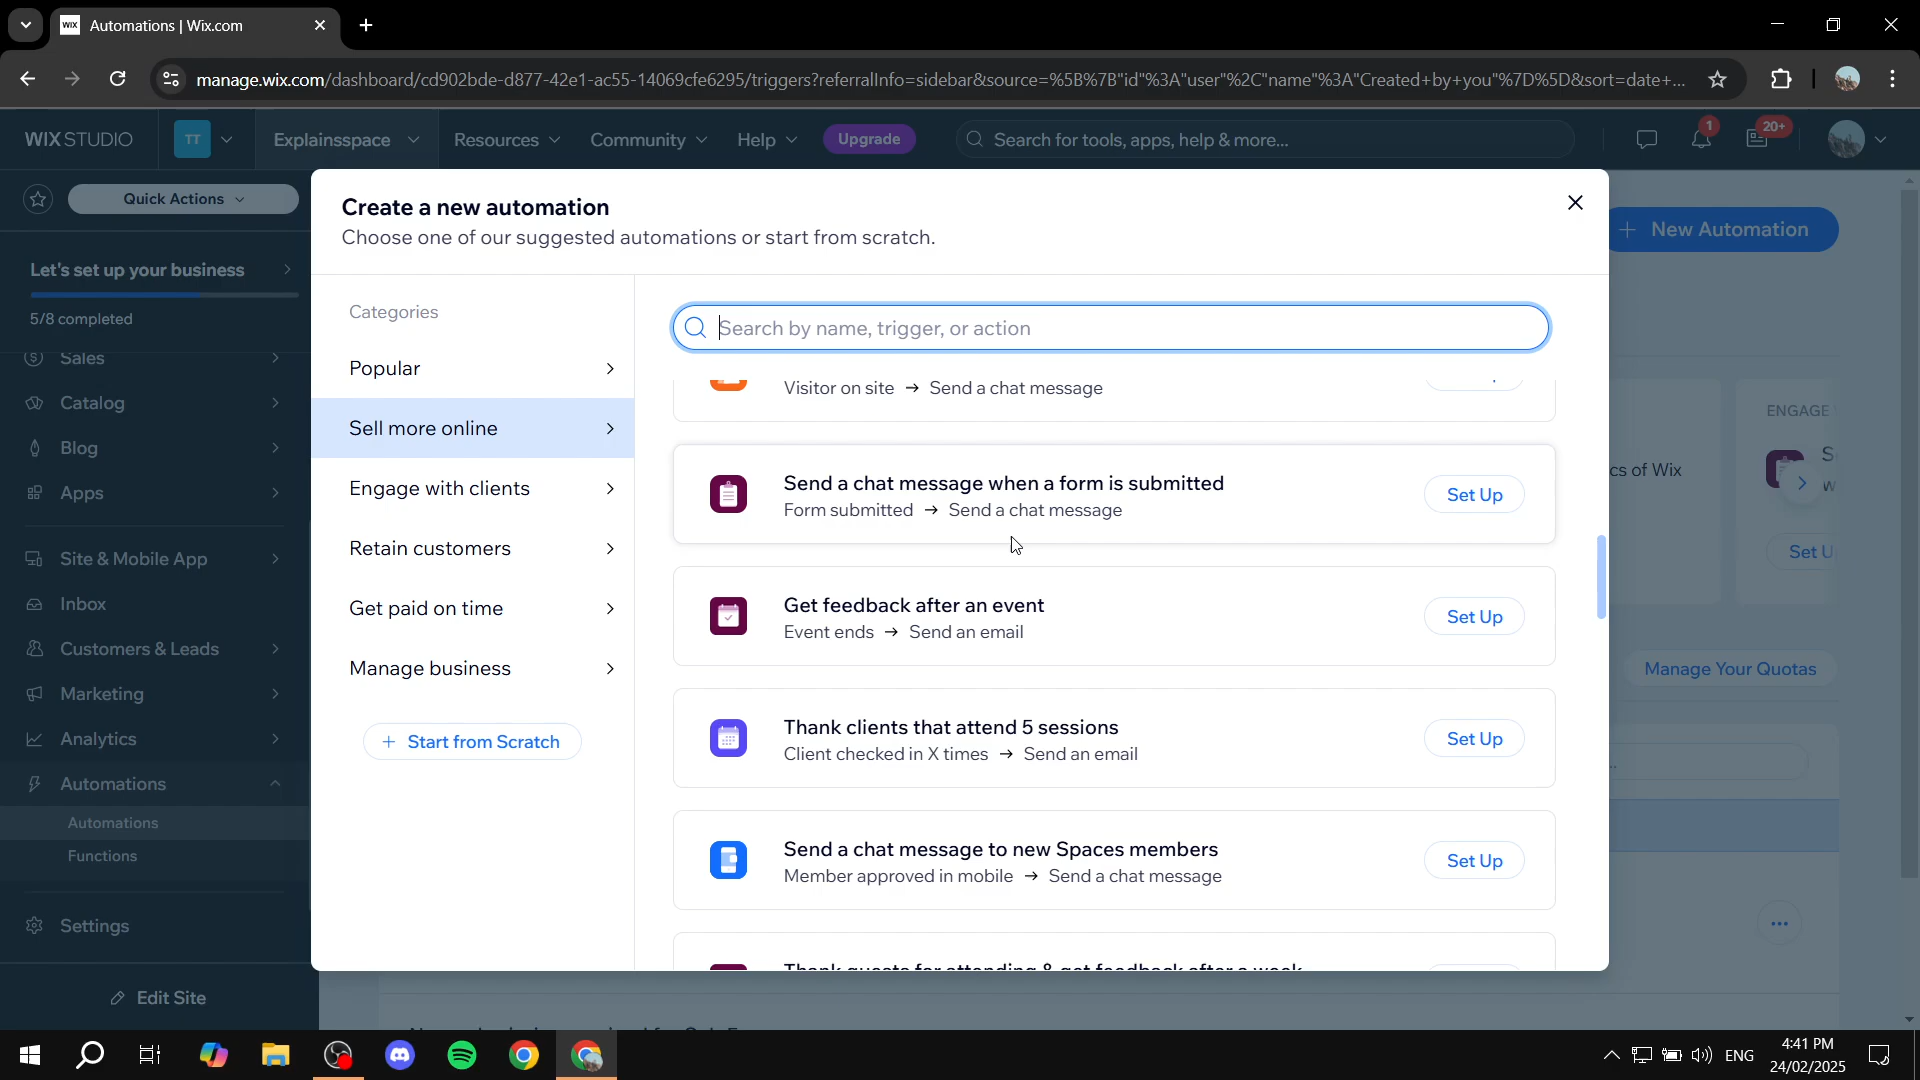 Automations | Wix.com
manage.wix.com/dashboard/cd902bde-d877-42e1-ac55-14069cfe6295/triggers?referralInfo=sidebar&source=%5B%7B"id"%3A"user"%2C"name"%3A"Created+by+you"%7D%5D&sort=date+...
WIX STUDIO
TT
Explainsspace
Resources
Community
Help
Upgrade
Search for tools, apps, help & more...
1
20+
Quick Actions
Let's set up your business
5/8 completed
Sales
Catalog
Blog
Apps
Site & Mobile App
Inbox
Customers & Leads
Marketing
Analytics
Automations
Automations
Functions
Settings
Edit Site
Create a new automation
Choose one of our suggested automations or start from scratch.
Categories
Popular
Sell more online
Engage with clients
Retain customers
Get paid on time
Manage business
+ Start from Scratch
Search by name, trigger, or action
Visitor on site → Send a chat message
Send a chat message when a form is submitted
Form submitted → Send a chat message
Set Up
Get feedback after an event
Event ends → Send an email
Set Up
Thank clients that attend 5 sessions
Client checked in X times → Send an email
Set Up
Send a chat message to new Spaces members
Member approved in mobile → Send a chat message
Set Up
Thank guests for attending & get feedback after a week
+ New Automation
ENGAGE
cs of Wix
Set U
Manage Your Quotas
ENG
4:41 PM
24/02/2025